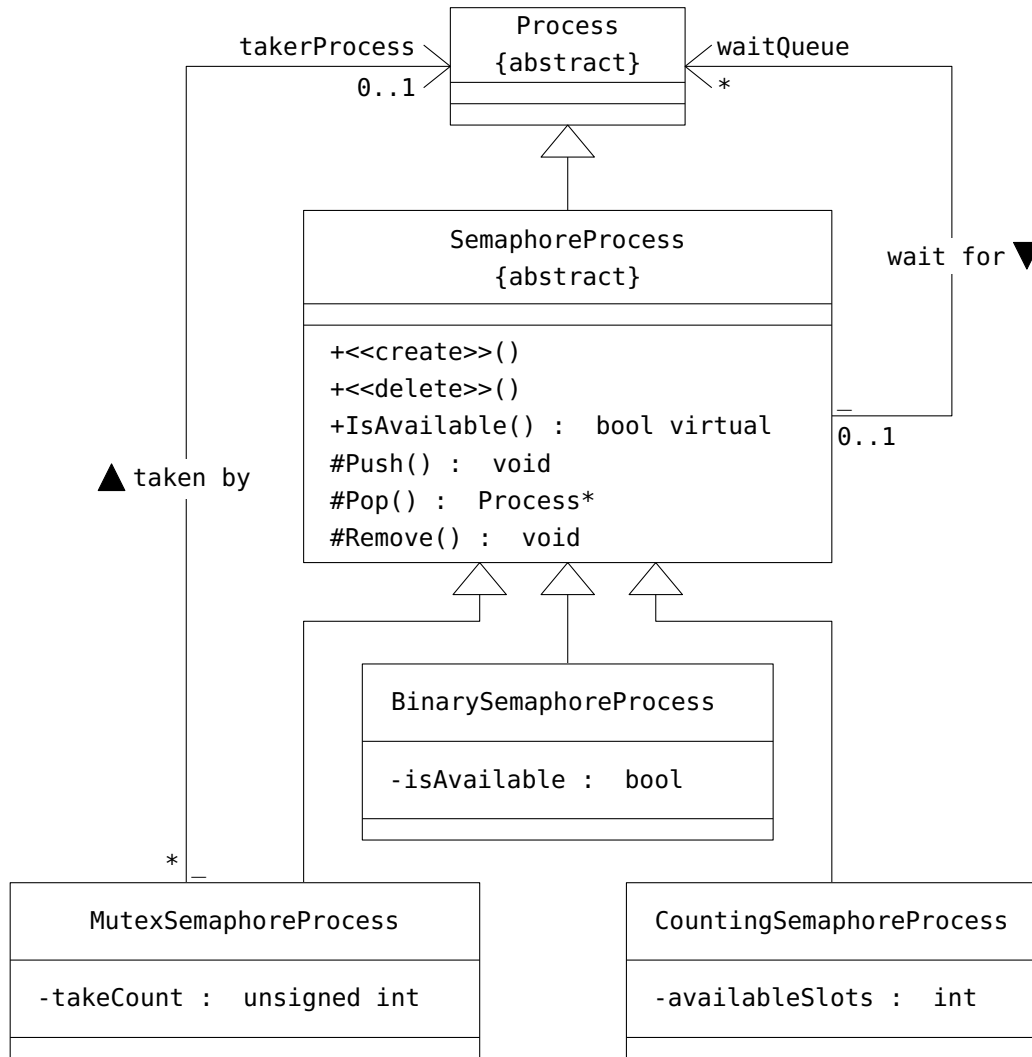 Process
{abstract}
takerProcess
0..1
waitQueue
*
SemaphoreProcess
{abstract}
wait for
+<<create>>()
+<<delete>>()
+IsAvailable() : bool virtual
#Push() : void
#Pop() : Process*
#Remove() : void
_
0..1
taken by
BinarySemaphoreProcess
-isAvailable : bool
* _
MutexSemaphoreProcess
-takeCount : unsigned int
CountingSemaphoreProcess
-availableSlots : int